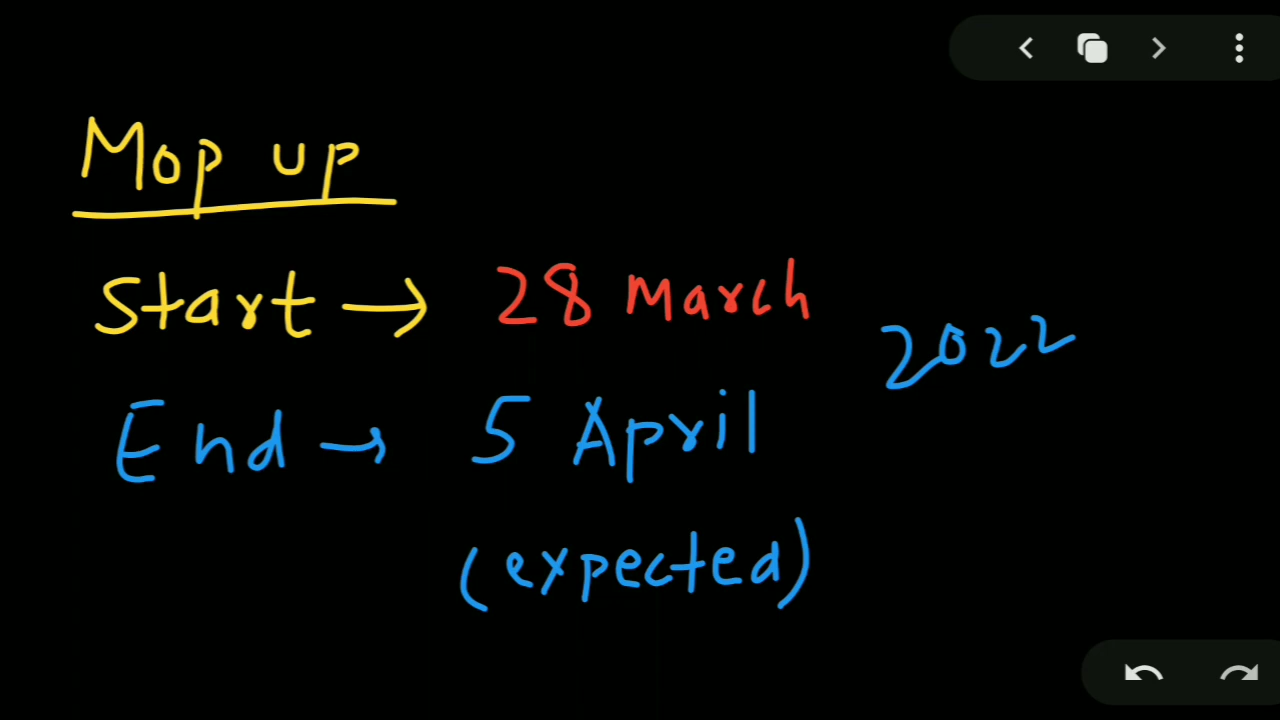 Mop up
Start → 28 March
2022
End → 5 April
(expected)